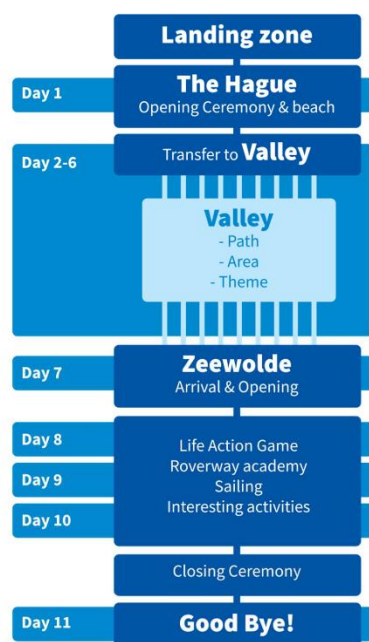 Landing zone
Day 1
The Hague
Opening Ceremony & beach
Day 2-6
Transfer to Valley
Valley
- Path
- Area
- Theme
Day 7
Zeewolde
Arrival & Opening
Day 8
Day 9
Day 10
Life Action Game
Roverway academy
Sailing
Interesting activities
Closing Ceremony
Day 11
Good Bye!